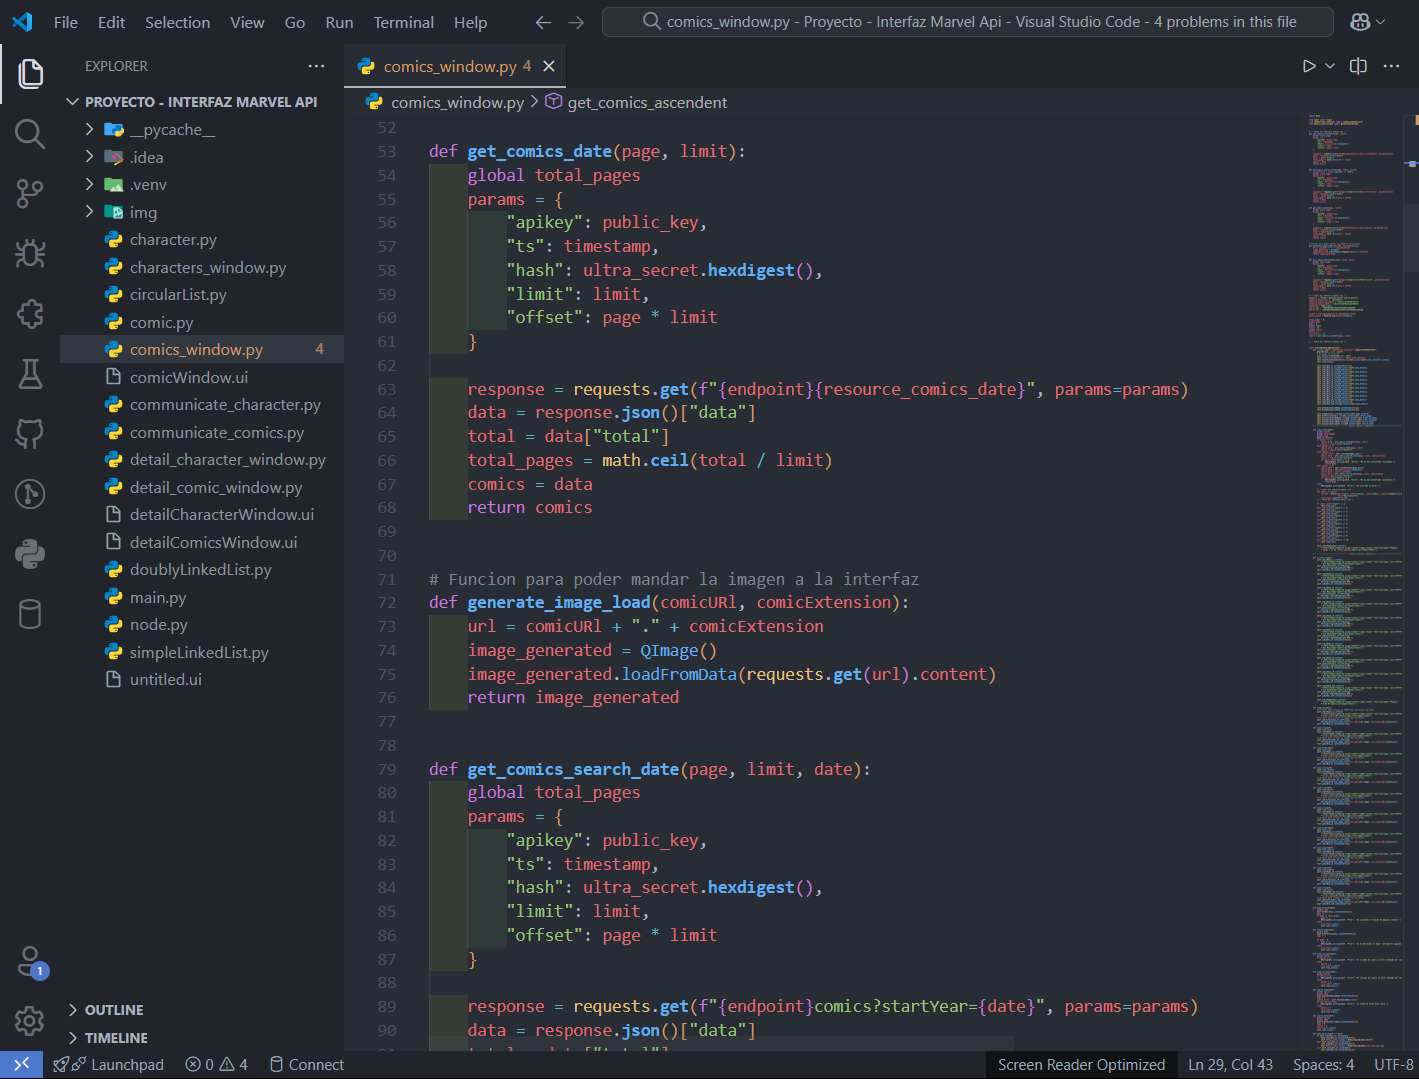 File Edit Selection View Go Run Terminal Help
comics_window.py - Proyecto - Interfaz Marvel Api - Visual Studio Code - 4 problems in this file
EXPLORER
PROYECTO - INTERFAZ MARVEL API
__pycache__
.idea
.venv
img
character.py
characters_window.py
circularList.py
comic.py
comics_window.py 4
comicWindow.ui
communicate_character.py
communicate_comics.py
detail_character_window.py
detail_comic_window.py
detailCharacterWindow.ui
detailComicsWindow.ui
doublyLinkedList.py
main.py
node.py
simpleLinkedList.py
untitled.ui
OUTLINE
TIMELINE
1
comics_window.py 4
comics_window.py > get_comics_ascendent
52
53 def get_comics_date(page, limit):
54 global total_pages
55 params = {
56 "apikey": public_key,
57 "ts": timestamp,
58 "hash": ultra_secret.hexdigest(),
59 "limit": limit,
60 "offset": page * limit
61 }
62
63 response = requests.get(f"{endpoint}{resource_comics_date}", params=params)
64 data = response.json()["data"]
65 total = data["total"]
66 total_pages = math.ceil(total / limit)
67 comics = data
68 return comics
69
70
71 # Funcion para poder mandar la imagen a la interfaz
72 def generate_image_load(comicURl, comicExtension):
73 url = comicURl + "." + comicExtension
74 image_generated = QImage()
75 image_generated.loadFromData(requests.get(url).content)
76 return image_generated
77
78
79 def get_comics_search_date(page, limit, date):
80 global total_pages
81 params = {
82 "apikey": public_key,
83 "ts": timestamp,
84 "hash": ultra_secret.hexdigest(),
85 "limit": limit,
86 "offset": page * limit
87 }
88
89 response = requests.get(f"{endpoint}comics?startYear={date}", params=params)
90 data = response.json()["data"]
Launchpad 0 4 Connect
Screen Reader Optimized Ln 29, Col 43 Spaces: 4 UTF-8